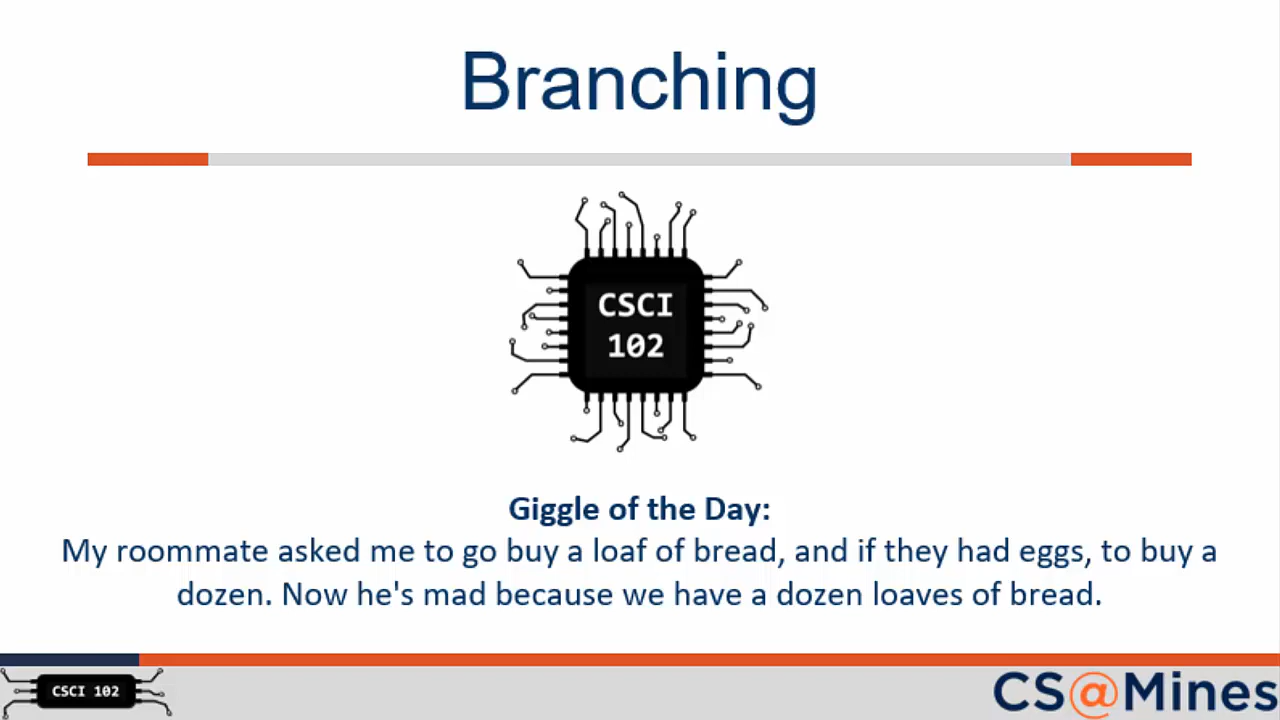 Branching
CSCI
102
Giggle of the Day:
My roommate asked me to go buy a loaf of bread, and if they had eggs, to buy a
dozen. Now he's mad because we have a dozen loaves of bread.
CSCI 102
CS@Mines